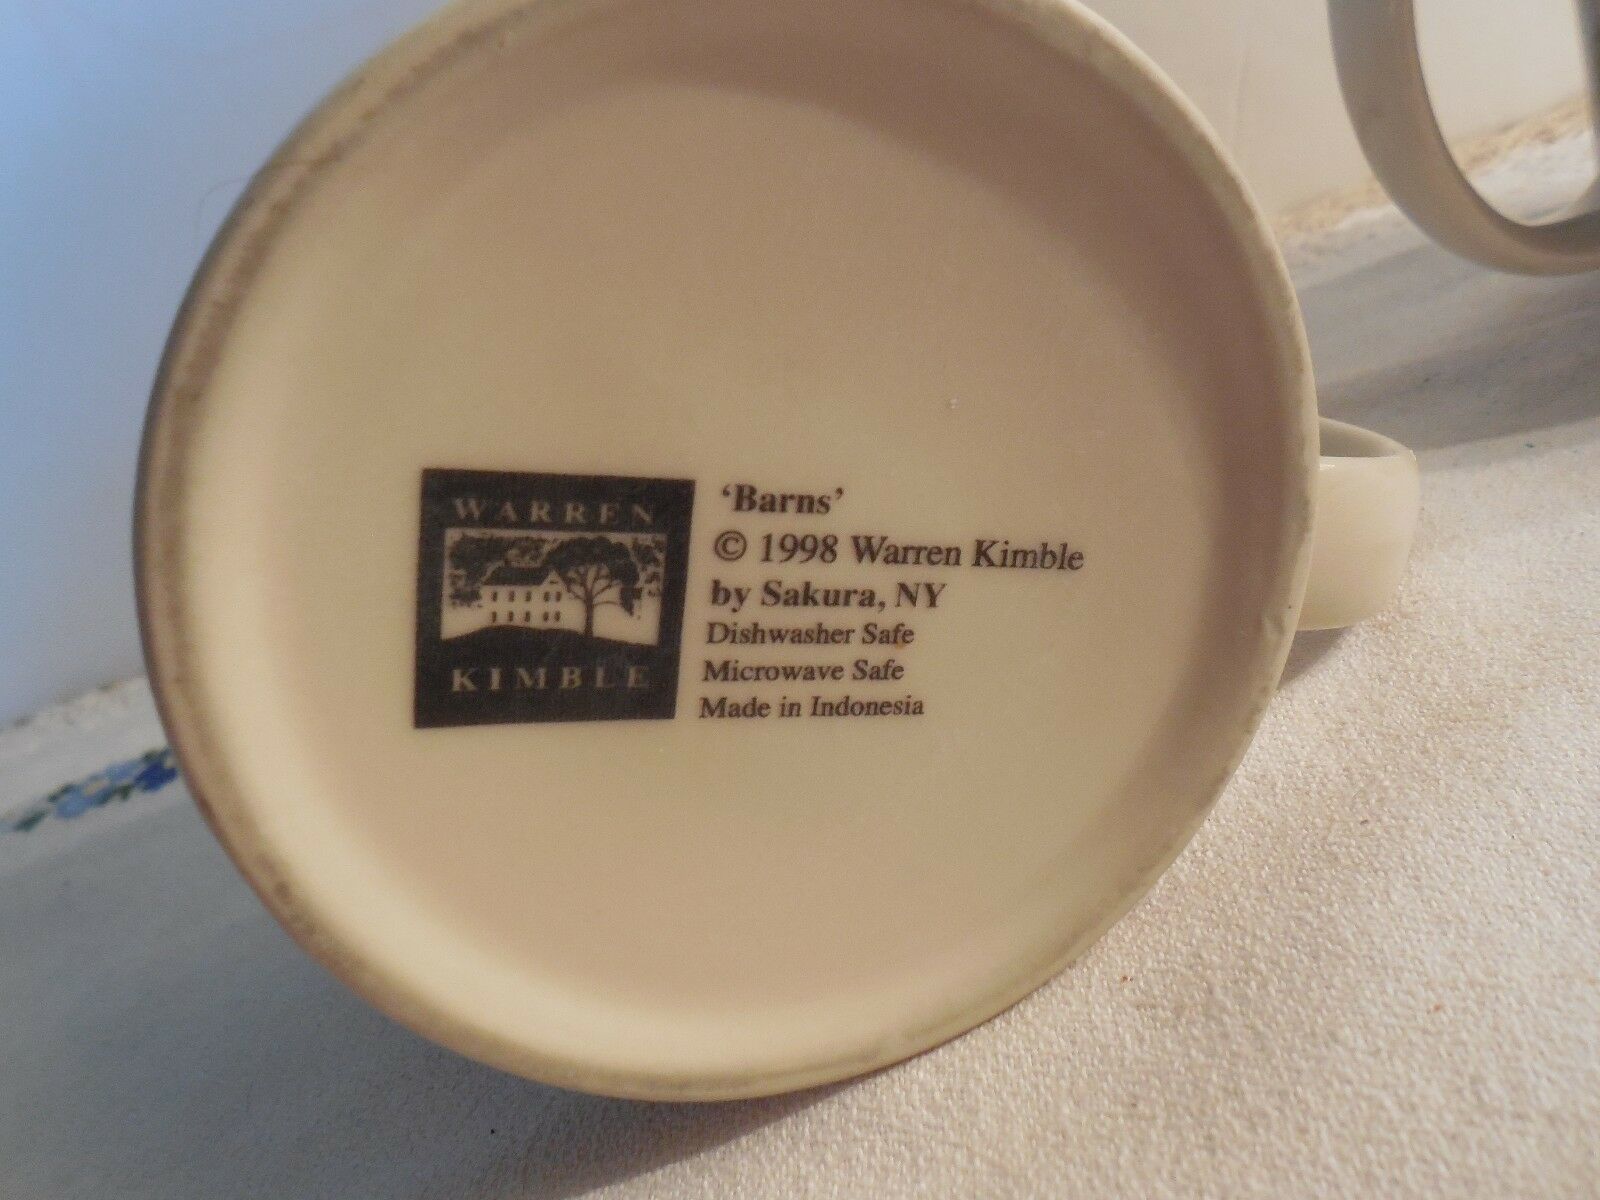 WARREN
KIMBLE
‘Barns’
© 1998 Warren Kimble
by Sakura, NY
Dishwasher Safe
Microwave Safe
Made in Indonesia